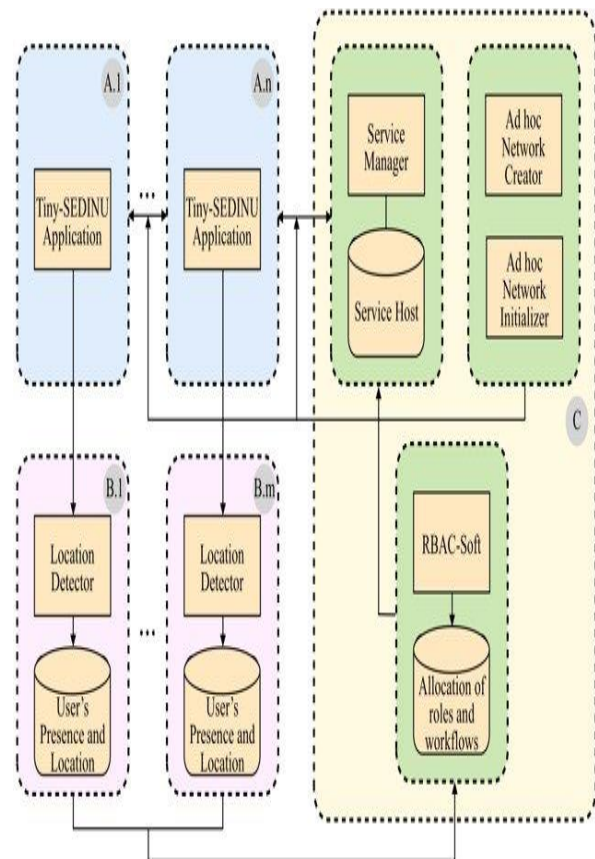 A.1
Tiny-SEDINU
Application
...
A.n
Tiny-SEDINU
Application
Service
Manager
Service Host
Ad hoc
Network
Creator
Ad hoc
Network
Initializer
C
B.1
Location
Detector
User's
Presence and
Location
...
B.m
Location
Detector
User's
Presence and
Location
RBAC-Soft
Allocation of
roles and
workflows